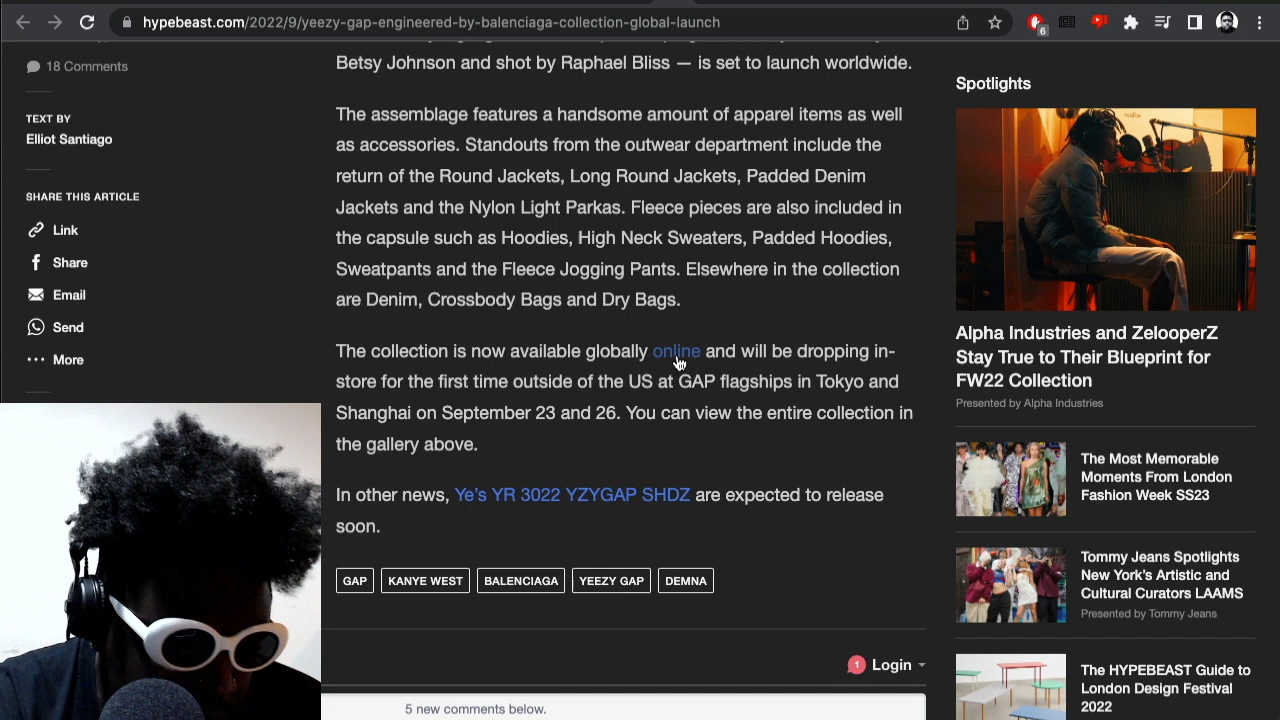 hypebeast.com/2022/9/yeezy-gap-engineered-by-balenciaga-collection-global-launch
6
18 Comments
TEXT BY
Elliot Santiago
SHARE THIS ARTICLE
Link
Share
Email
Send
More
Betsy Johnson and shot by Raphael Bliss — is set to launch worldwide.
The assemblage features a handsome amount of apparel items as well
as accessories. Standouts from the outwear department include the
return of the Round Jackets, Long Round Jackets, Padded Denim
Jackets and the Nylon Light Parkas. Fleece pieces are also included in
the capsule such as Hoodies, High Neck Sweaters, Padded Hoodies,
Sweatpants and the Fleece Jogging Pants. Elsewhere in the collection
are Denim, Crossbody Bags and Dry Bags.
The collection is now available globally online and will be dropping in-
store for the first time outside of the US at GAP flagships in Tokyo and
Shanghai on September 23 and 26. You can view the entire collection in
the gallery above.
In other news, Ye's YR 3022 YZYGAP SHDZ are expected to release
soon.
GAP KANYE WEST BALENCIAGA YEEZY GAP DEMNA
1 Login
5 new comments below.
Spotlights
Alpha Industries and ZelooperZ
Stay True to Their Blueprint for
FW22 Collection
Presented by Alpha Industries
The Most Memorable
Moments From London
Fashion Week SS23
Tommy Jeans Spotlights
New York's Artistic and
Cultural Curators LAAMS
Presented by Tommy Jeans
The HYPEBEAST Guide to
London Design Festival
2022